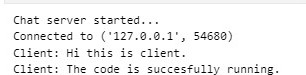 Chat server started...
Connected to ('127.0.0.1', 54680)
Client: Hi this is client.
Client: The code is succesfully running.